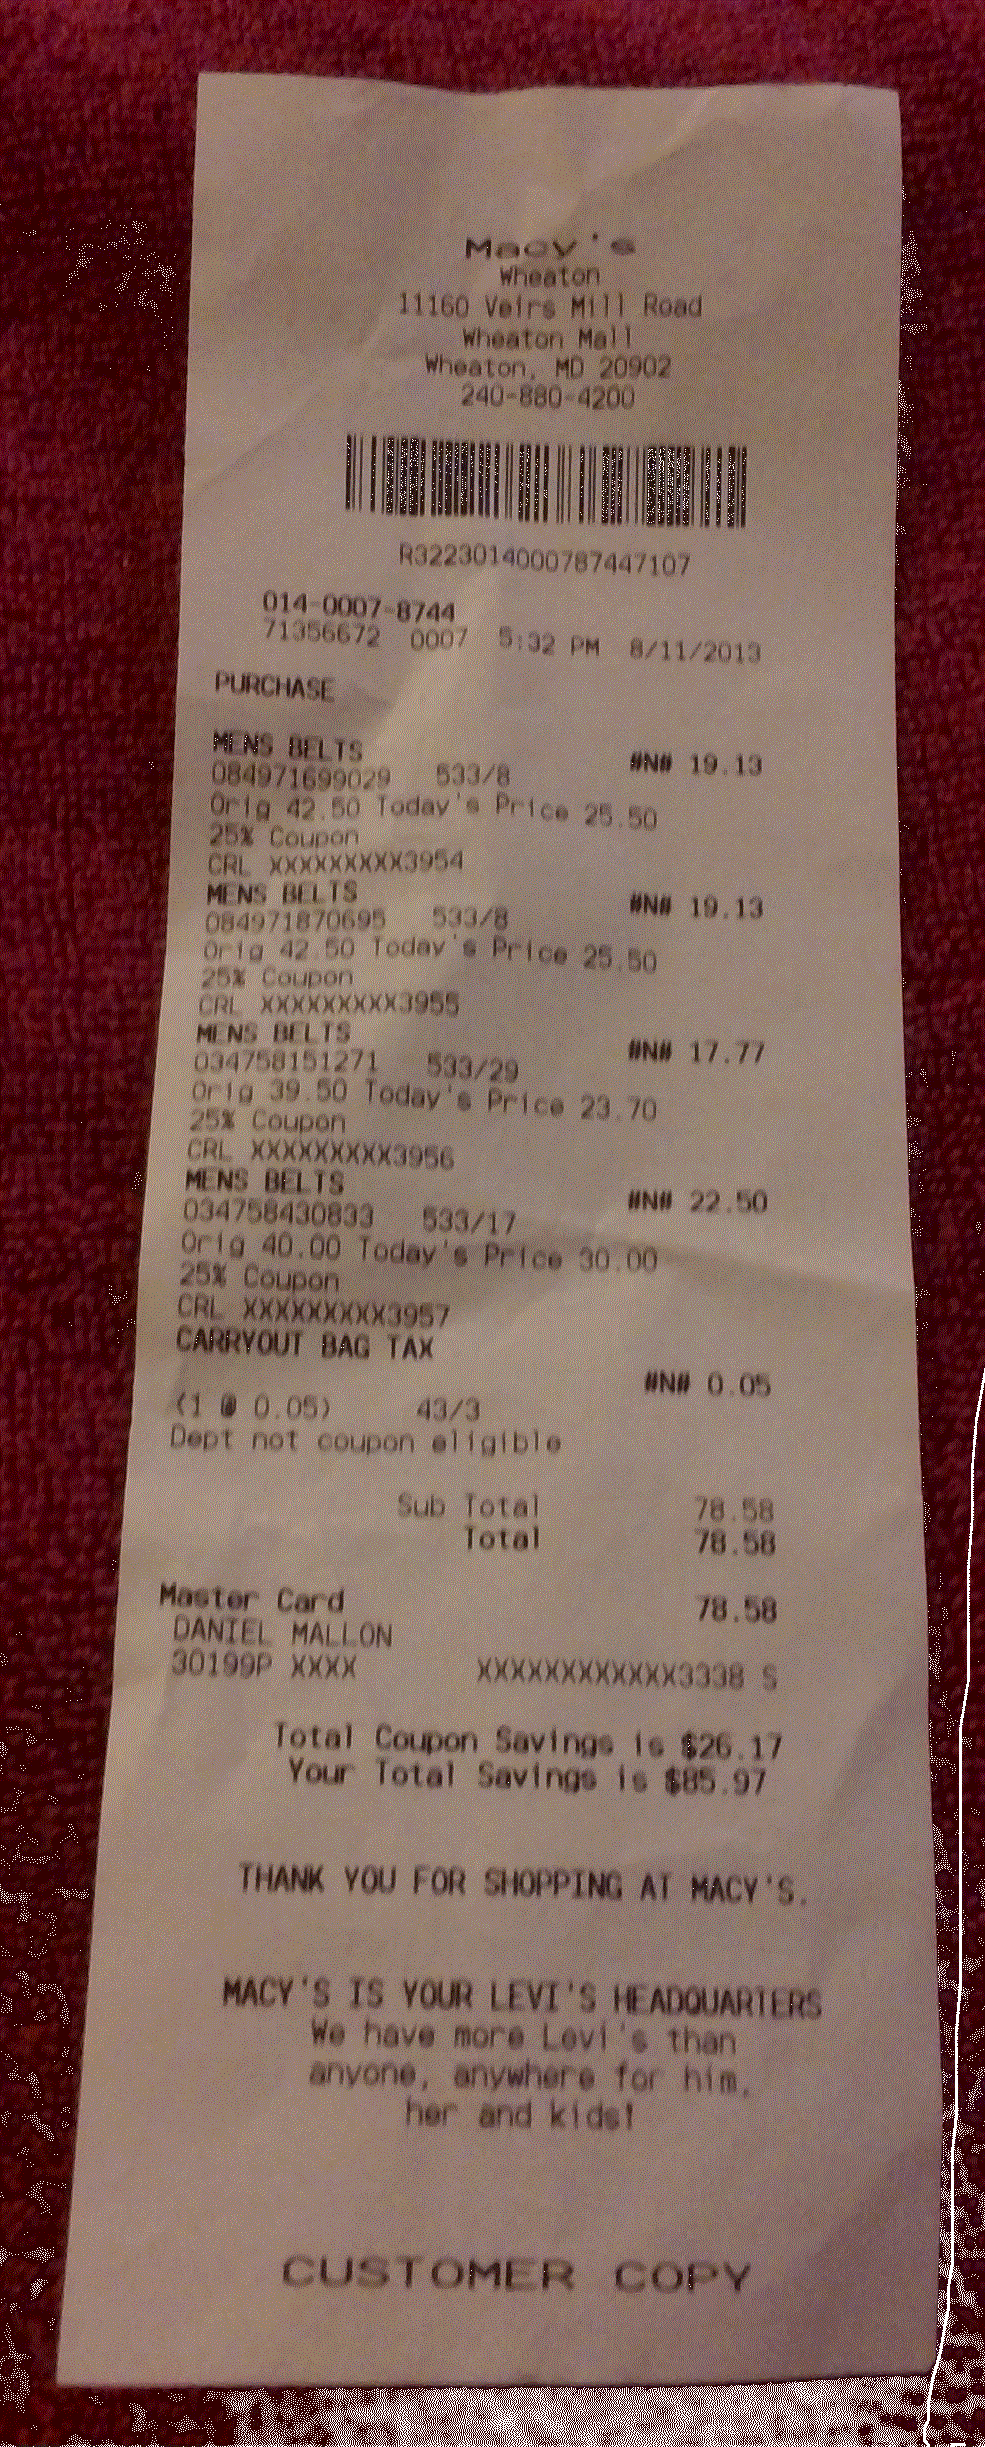 Macy's
Wheaton
11160 Veirs Mill Road
Wheaton Mall
Wheaton, MD 20902
240-880-4200
R3223014000787447107
014-0007-8744
71356672 0007 5:32 PM 8/11/2013
PURCHASE
MENS BELTS
#N# 19.13
084971699029 533/8
Orig 42.50 Today's Price 25.50
25% Coupon
CRL XXXXXXXXX3954
MENS BELTS
#N# 19.13
084971870695 533/8
Orig 42.50 Today's Price 25.50
25% Coupon
CRL XXXXXXXXX3955
MENS BELTS
#N# 17.77
034758151271 533/29
Orig 39.50 Today's Price 23.70
25% Coupon
CRL XXXXXXXXX3956
MENS BELTS
#N# 22.50
034758430833 533/17
Orig 40.00 Today's Price 30.00
25% Coupon
CRL XXXXXXXXX3957
CARRYOUT BAG TAX
#N# 0.05
(1 @ 0.05) 43/3
Dept not coupon eligible
Sub Total 78.58
Total 78.58
Master Card 78.58
DANIEL MALLON
30199P XXXX XXXXXXXXXXXX3338 S
Total Coupon Savings is $26.17
Your Total Savings is $85.97
THANK YOU FOR SHOPPING AT MACY'S.
MACY'S IS YOUR LEVI'S HEADQUARTERS
We have more Levi's than
anyone, anywhere for him,
her and kids!
CUSTOMER COPY